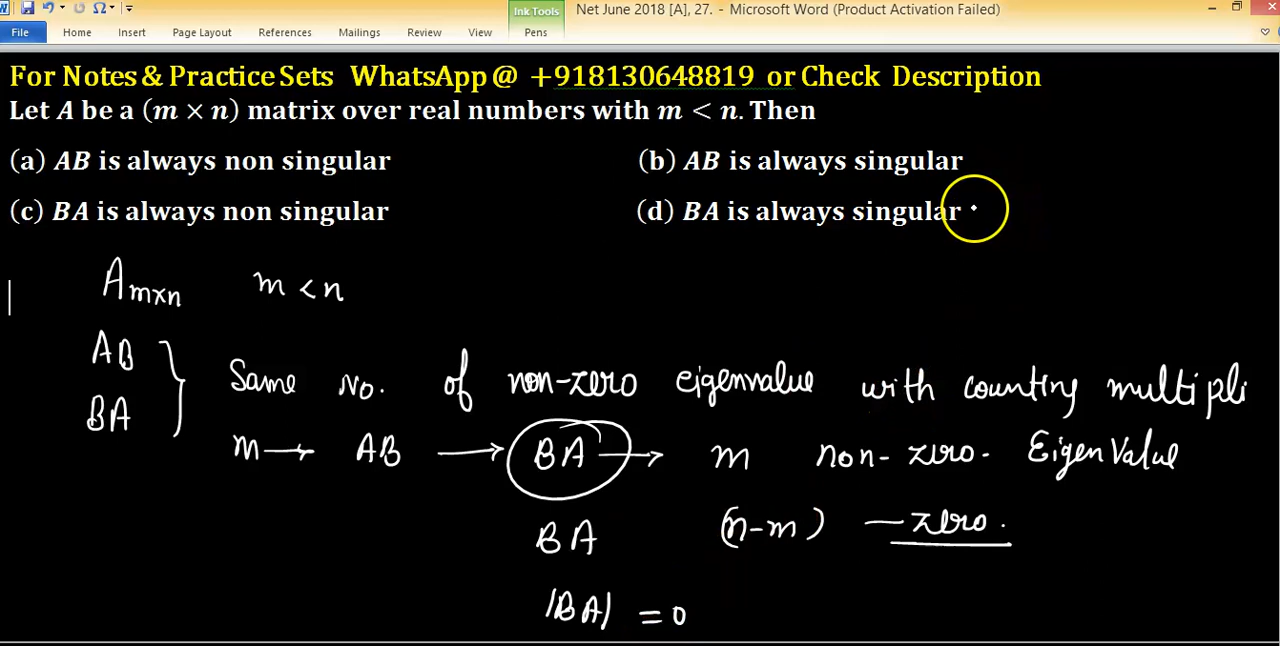 Ink Tools
Net June 2018 [A], 27. - Microsoft Word (Product Activation Failed)
File Home Insert Page Layout References Mailings Review View Pens
For Notes & Practice Sets WhatsApp @ +918130648819 or Check Description
Let A be a (m × n) matrix over real numbers with m < n. Then
(a) AB is always non singular (b) AB is always singular
(c) BA is always non singular (d) BA is always singular
A m×n m < n
AB
BA } Same No. of non-zero eigenvalue with counting multipli
m → AB → BA → m non-zero. EigenValue
BA (n-m) — zero.
|BA| = 0